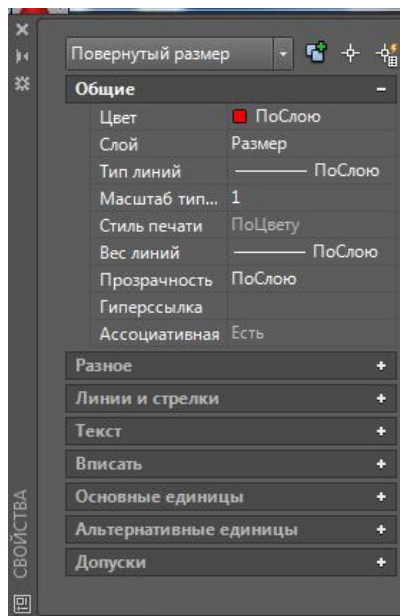 Повернутый размер
Общие
Цвет ПоСлою
Слой Размер
Тип линий ПоСлою
Масштаб тип... 1
Стиль печати ПоЦвету
Вес линий ПоСлою
Прозрачность ПоСлою
Гиперссылка
Ассоциативная Есть
Разное
Линии и стрелки
Текст
Вписать
Основные единицы
Альтернативные единицы
Допуски
СВОЙСТВА